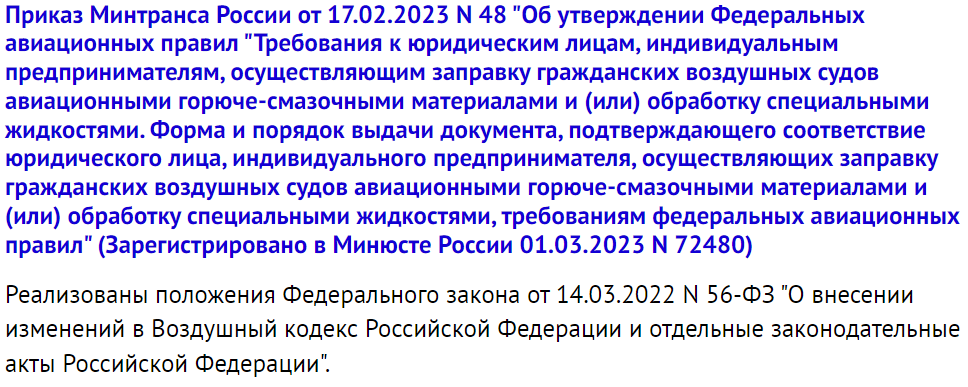 Приказ Минтранса России от 17.02.2023 N 48 "Об утверждении Федеральных
авиационных правил "Требования к юридическим лицам, индивидуальным
предпринимателям, осуществляющим заправку гражданских воздушных судов
авиационными горюче-смазочными материалами и (или) обработку специальными
жидкостями. Форма и порядок выдачи документа, подтверждающего соответствие
юридического лица, индивидуального предпринимателя, осуществляющих заправку
гражданских воздушных судов авиационными горюче-смазочными материалами и
(или) обработку специальными жидкостями, требованиям федеральных авиационных
правил" (Зарегистрировано в Минюсте России 01.03.2023 N 72480)
Реализованы положения Федерального закона от 14.03.2022 N 56-ФЗ "О внесении
изменений в Воздушный кодекс Российской Федерации и отдельные законодательные
акты Российской Федерации".